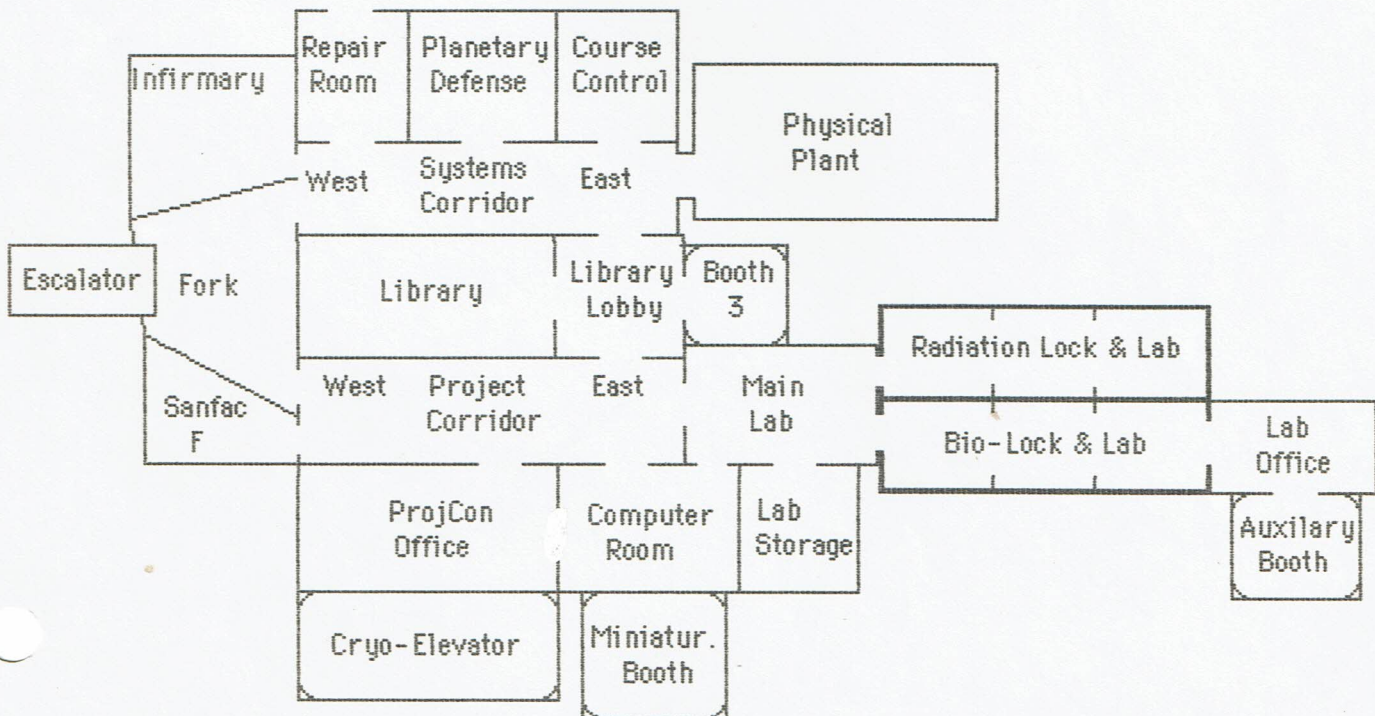 Repair
Room
Planetary
Defense
Course
Control
Infirmary
Physical
Plant
West
Systems
Corridor
East
Escalator
Fork
Library
Library
Lobby
Booth
3
Radiation Lock & Lab
West
Project
Corridor
East
Main
Lab
Sanfac
F
Bio-Lock & Lab
Lab
Office
ProjCon
Office
Computer
Room
Lab
Storage
Auxilary
Booth
Cryo-Elevator
Miniatur.
Booth